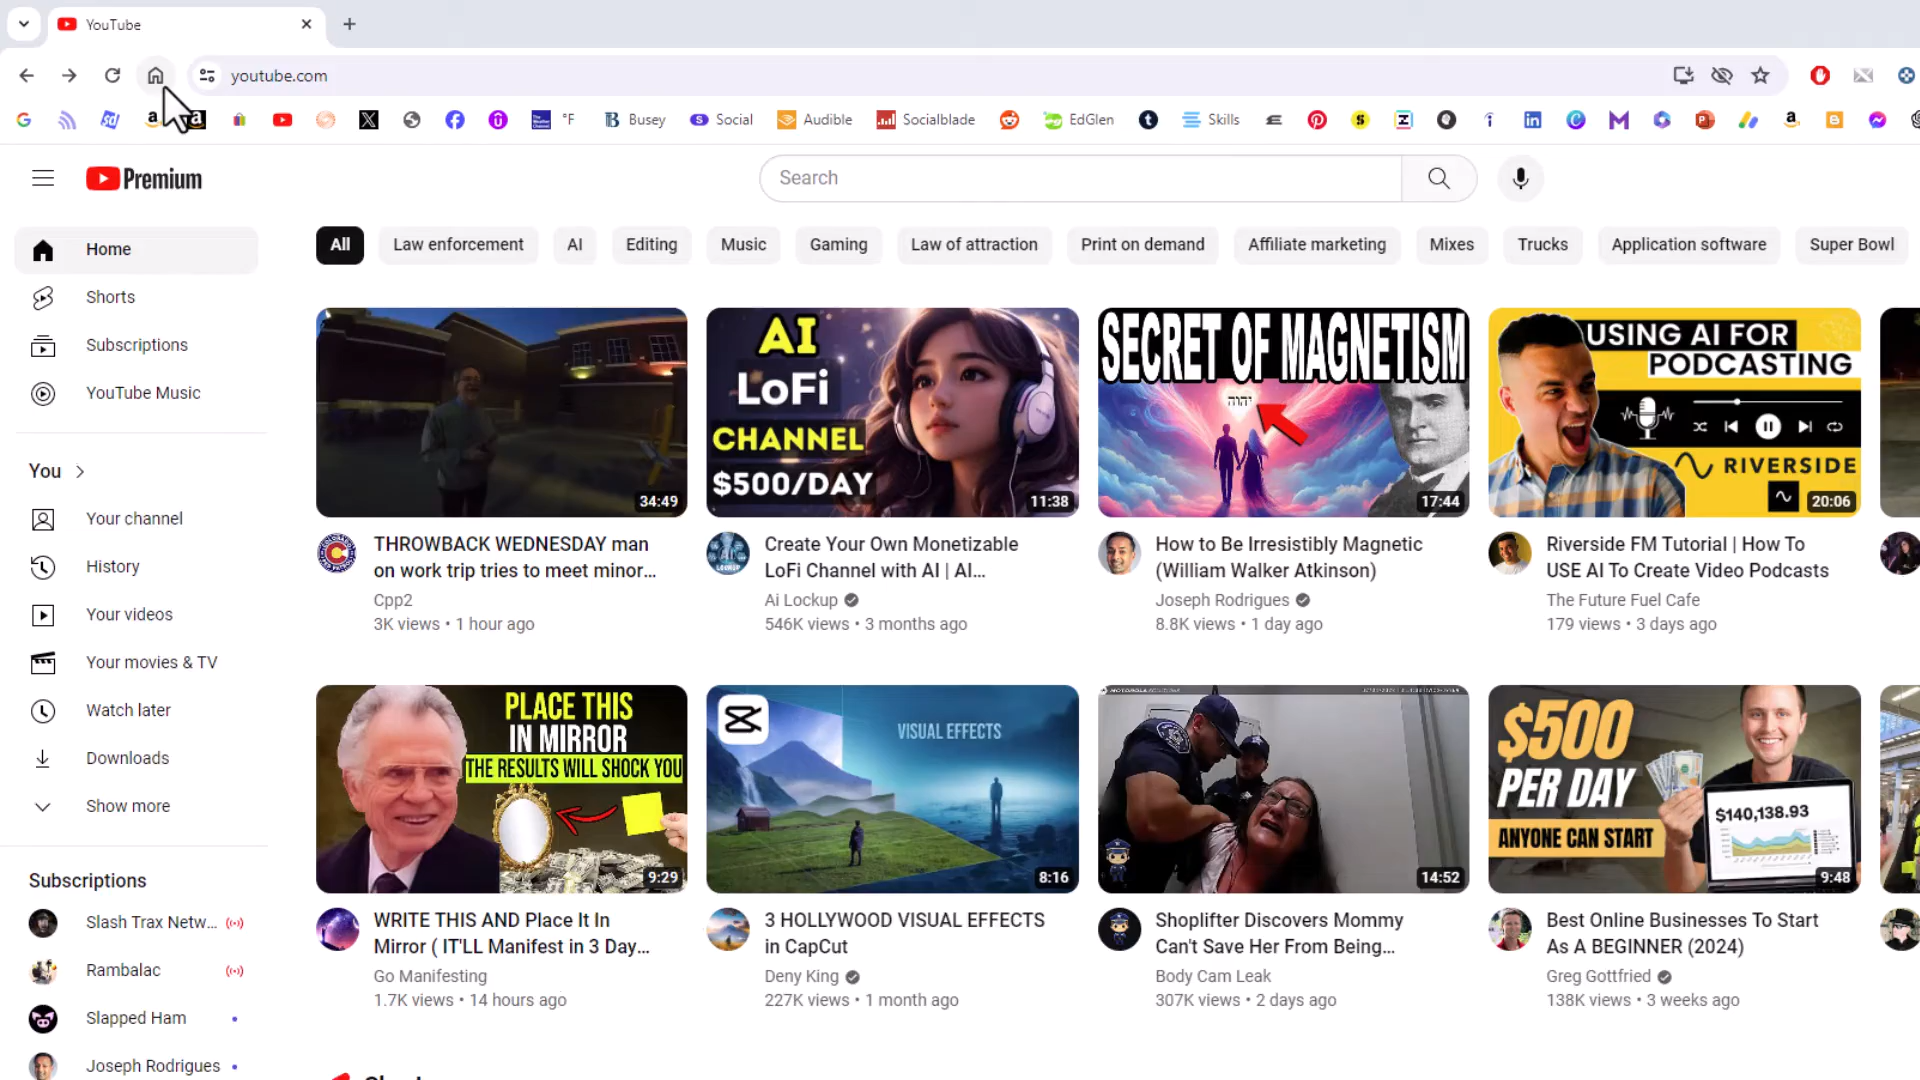 YouTube
youtube.com
°F
Busey
Social
Audible
Socialblade
EdGlen
Skills
Premium
Search
Home
Shorts
Subscriptions
YouTube Music
You
Your channel
History
Your videos
Your movies & TV
Watch later
Downloads
Show more
Subscriptions
Slash Trax Netw...
Rambalac
Slapped Ham
Joseph Rodrigues
All
Law enforcement
AI
Editing
Music
Gaming
Law of attraction
Print on demand
Affiliate marketing
Mixes
Trucks
Application software
Super Bowl
34:49
THROWBACK WEDNESDAY man
on work trip tries to meet minor...
Cpp2
3K views • 1 hour ago
AI
LoFi
CHANNEL
$500/DAY
11:38
Create Your Own Monetizable
LoFi Channel with AI | AI...
Ai Lockup
546K views • 3 months ago
SECRET OF MAGNETISM
יהוה
17:44
How to Be Irresistibly Magnetic
(William Walker Atkinson)
Joseph Rodrigues
8.8K views • 1 day ago
USING AI FOR
PODCASTING
RIVERSIDE
20:06
Riverside FM Tutorial | How To
USE AI To Create Video Podcasts
The Future Fuel Cafe
179 views • 3 days ago
PLACE THIS
IN MIRROR
THE RESULTS WILL SHOCK YOU
9:29
WRITE THIS AND Place It In
Mirror ( IT'LL Manifest in 3 Day...
Go Manifesting
1.7K views • 14 hours ago
VISUAL EFFECTS
8:16
3 HOLLYWOOD VISUAL EFFECTS
in CapCut
Deny King
227K views • 1 month ago
14:52
Shoplifter Discovers Mommy
Can't Save Her From Being...
Body Cam Leak
307K views • 2 days ago
$500
PER DAY
ANYONE CAN START
$140,138.93
9:48
Best Online Businesses To Start
As A BEGINNER (2024)
Greg Gottfried
138K views • 3 weeks ago